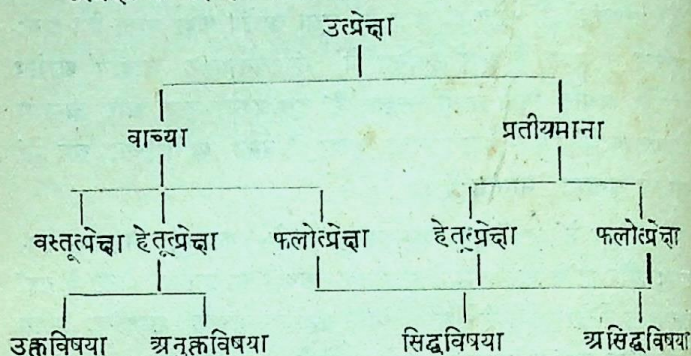 उत्प्रेक्षा
वाच्या प्रतीयमाना
वस्तूत्प्रेक्षा हेतूत्प्रेक्षा फलोत्प्रेक्षा हेतूत्प्रेक्षा फलोत्प्रेक्षा
उक्तविषया अनुक्तविषया सिद्धविषया असिद्धविषया